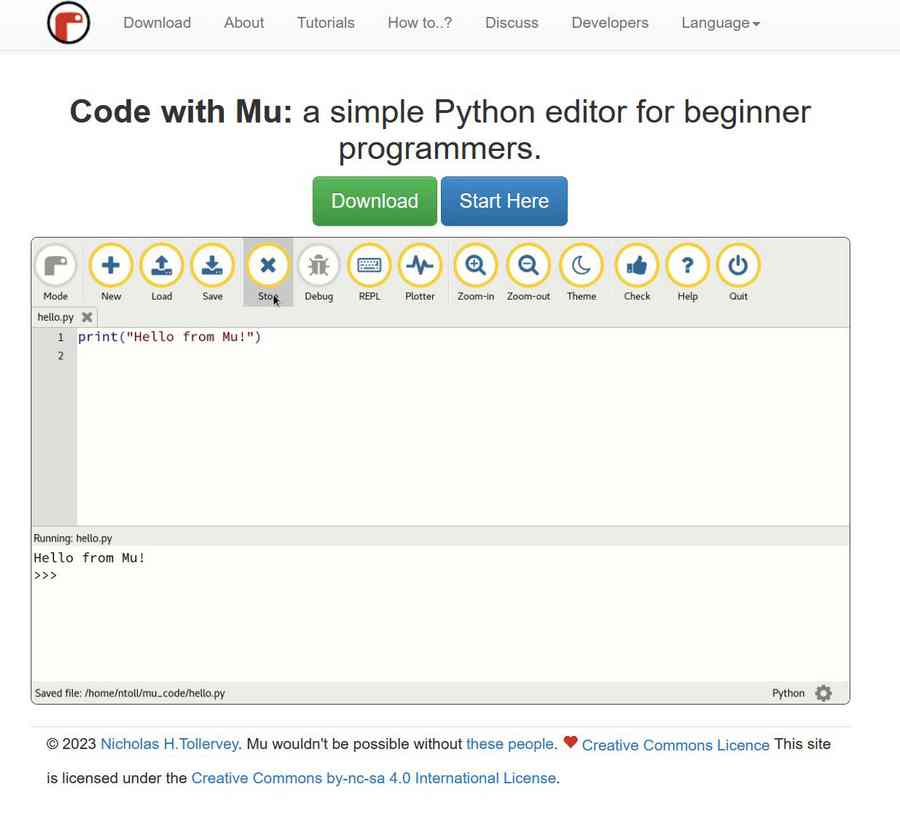 Download About Tutorials How to..? Discuss Developers Language
Code with Mu: a simple Python editor for beginner
programmers.
Download Start Here
Mode New Load Save Stop Debug REPL Plotter Zoom-in Zoom-out Theme Check Help Quit
hello.py
1 print("Hello from Mu!")
2
Running: hello.py
Hello from Mu!
>>>
Saved file: /home/ntoll/mu_code/hello.py Python
© 2023 Nicholas H.Tollervey. Mu wouldn't be possible without these people. Creative Commons Licence This site
is licensed under the Creative Commons by-nc-sa 4.0 International License.